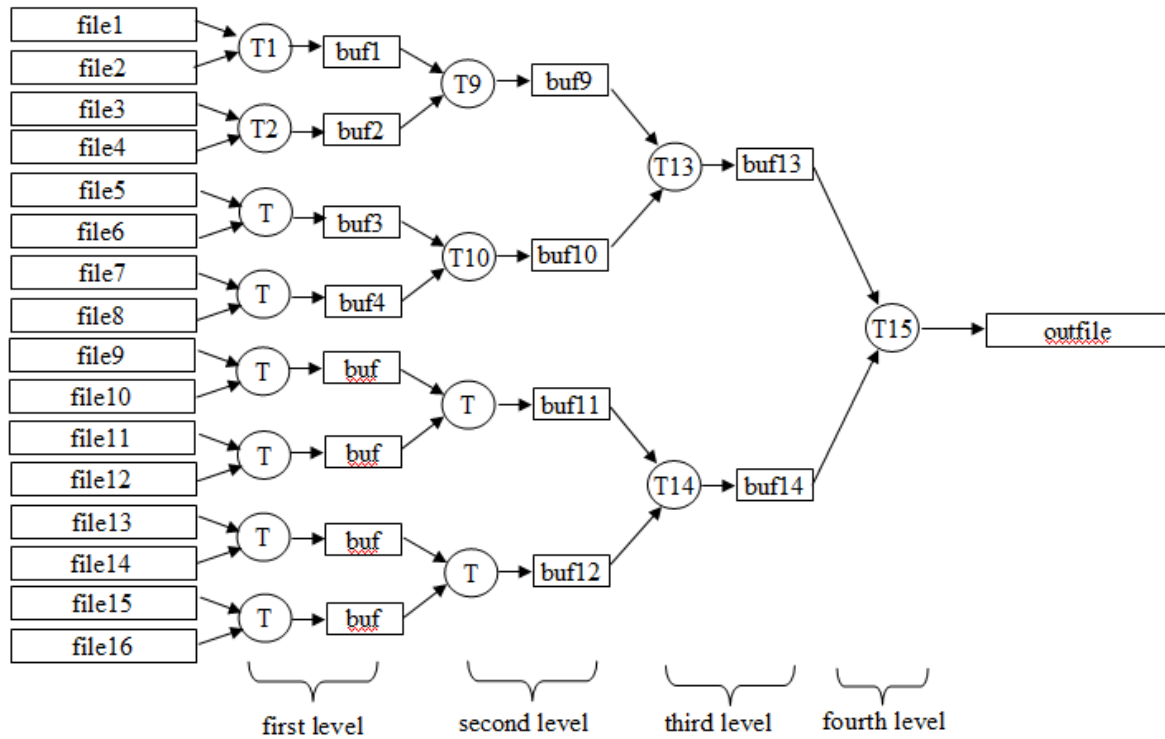 file1
file2
file3
file4
file5
file6
file7
file8
file9
file10
file11
file12
file13
file14
file15
file16
T1
T2
T
T
T
T
T
T
buf1
buf2
buf3
buf4
buf
buf
buf
buf
T9
T10
T
T
buf9
buf10
buf11
buf12
T13
T14
buf13
buf14
T15
outfile
first level
second level
third level
fourth level